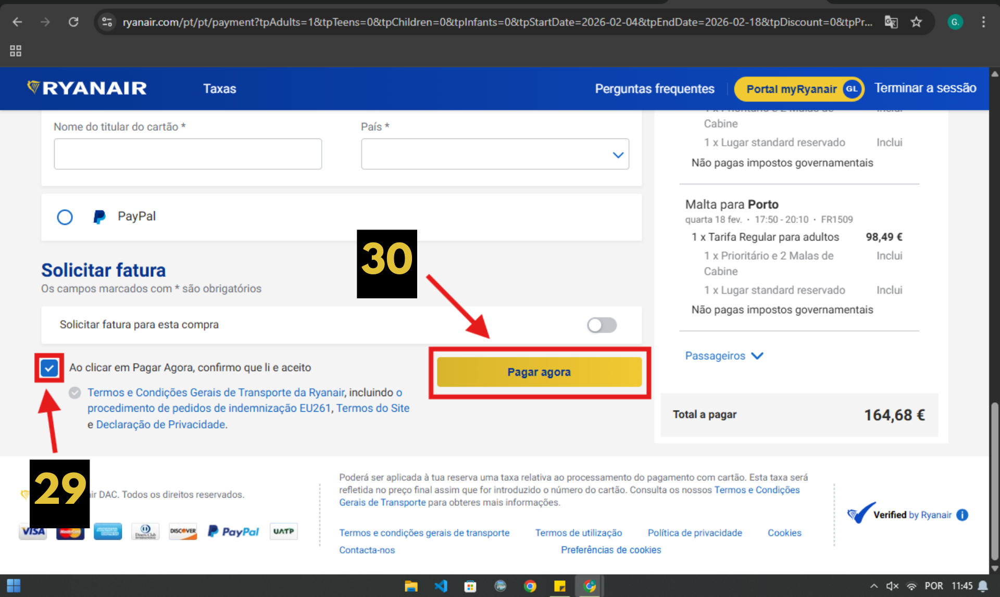 ryanair.com/pt/pt/payment?tpAdults=1&tpTeens=0&tpChildren=0&tpInfants=0&tpStartDate=2026-02-04&tpEndDate=2026-02-18&tpDiscount=0&tpPr...
G.
RYANAIR
Taxas
Perguntas frequentes
Portal myRyanair GL
Terminar a sessão
Nome do titular do cartão *
País *
PayPal
30
Solicitar fatura
Os campos marcados com * são obrigatórios
Solicitar fatura para esta compra
Ao clicar em Pagar Agora, confirmo que li e aceito
Termos e Condições Gerais de Transporte da Ryanair, incluindo o
procedimento de pedidos de indemnização EU261, Termos do Site
e Declaração de Privacidade.
Pagar agora
1 x Prioritário e 2 Malas de
Cabine
Inclui
1 x Lugar standard reservado Inclui
Não pagas impostos governamentais
Malta para Porto
quarta 18 fev. · 17:50 - 20:10 · FR1509
1 x Tarifa Regular para adultos 98,49 €
1 x Prioritário e 2 Malas de Inclui
Cabine
1 x Lugar standard reservado Inclui
Não pagas impostos governamentais
Passageiros
Total a pagar 164,68 €
29
ir DAC. Todos os direitos reservados.
VISA
MasterCard
Diners Club
INTERNATIONAL
DISCOVER
PayPal
UATP
Poderá ser aplicada à tua reserva uma taxa relativa ao processamento do pagamento com cartão. Esta taxa será
refletida no preço final assim que for introduzido o número do cartão. Consulta os nossos Termos e Condições
Gerais de Transporte para obteres mais informações.
Termos e condições gerais de transporte
Termos de utilização
Política de privacidade
Cookies
Contacta-nos
Preferências de cookies
Verified by Ryanair
POR 11:45